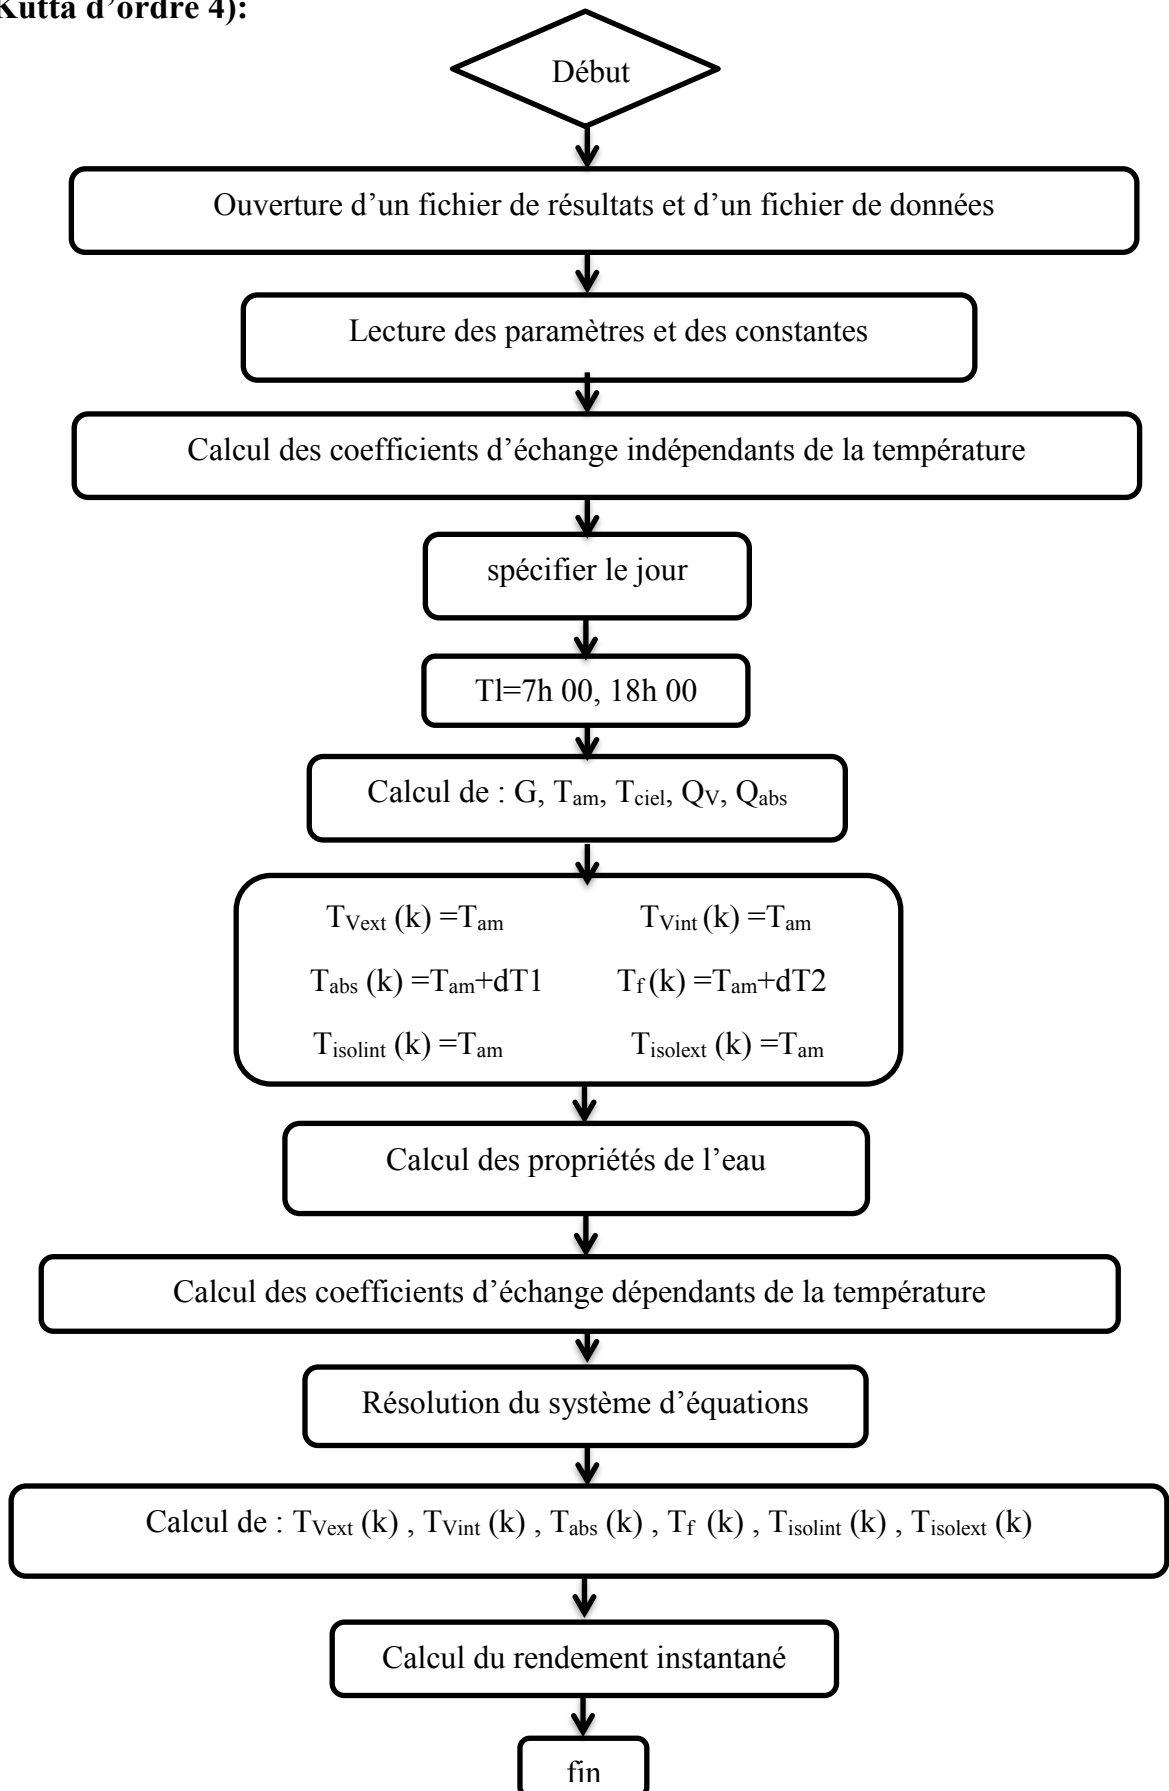 Kutta d’ordre 4):
Début
Ouverture d’un fichier de résultats et d’un fichier de données
Lecture des paramètres et des constantes
Calcul des coefficients d’échange indépendants de la température
spécifier le jour
Tl=7h 00, 18h 00
Calcul de : G, Tam, Tciel, QV, Qabs
TVext (k) =Tam TVint (k) =Tam
Tabs (k) =Tam+dT1 Tf (k) =Tam+dT2
Tisolint (k) =Tam Tisolext (k) =Tam
Calcul des propriétés de l’eau
Calcul des coefficients d’échange dépendants de la température
Résolution du système d’équations
Calcul de : TVext (k) , TVint (k) , Tabs (k) , Tf (k) , Tisolint (k) , Tisolext (k)
Calcul du rendement instantané
fin